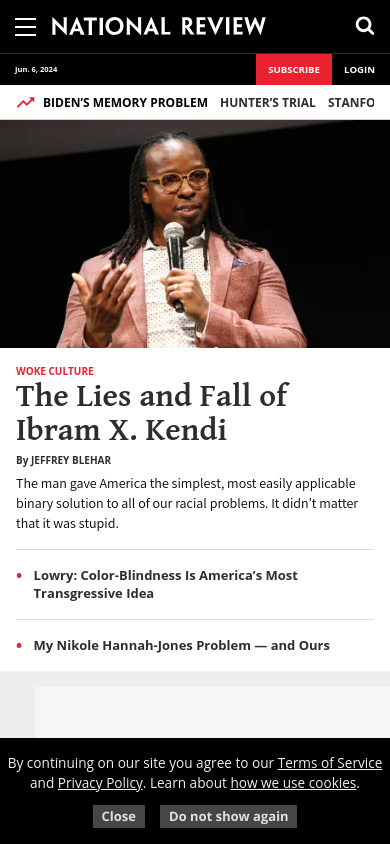 NATIONAL REVIEW
Jun. 6, 2024
SUBSCRIBE
LOGIN
BIDEN'S MEMORY PROBLEM HUNTER'S TRIAL STANFO
WOKE CULTURE
The Lies and Fall of
Ibram X. Kendi
By JEFFREY BLEHAR
The man gave America the simplest, most easily applicable
binary solution to all of our racial problems. It didn't matter
that it was stupid.
• Lowry: Color-Blindness Is America's Most
Transgressive Idea
• My Nikole Hannah-Jones Problem — and Ours
By continuing on our site you agree to our Terms of Service
and Privacy Policy. Learn about how we use cookies.
Close
Do not show again